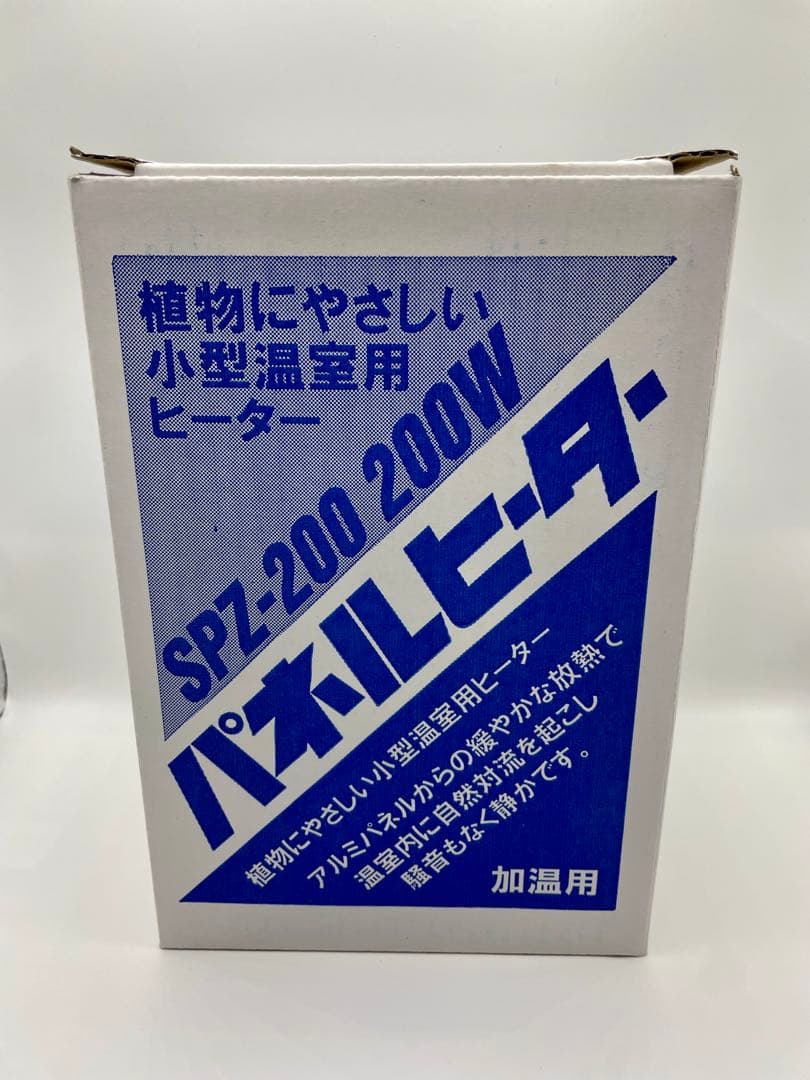 植物にやさしい
小型温室用
ヒーター
SPZ-200 200W
パネルヒーター
植物にやさしい小型温室用ヒーター
アルミパネルからの緩やかな放熱で
温室内に自然対流を起こし
騒音もなく静かです。
加温用